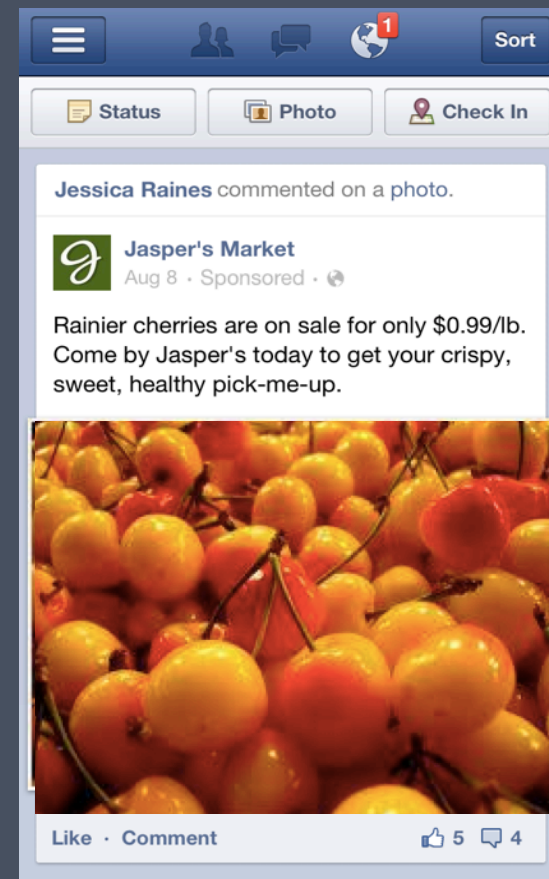 1
Sort
Status Photo Check In
Jessica Raines commented on a photo.
Jasper's Market
Aug 8 · Sponsored ·
Rainier cherries are on sale for only $0.99/lb.
Come by Jasper's today to get your crispy,
sweet, healthy pick-me-up.
Like · Comment 5 4